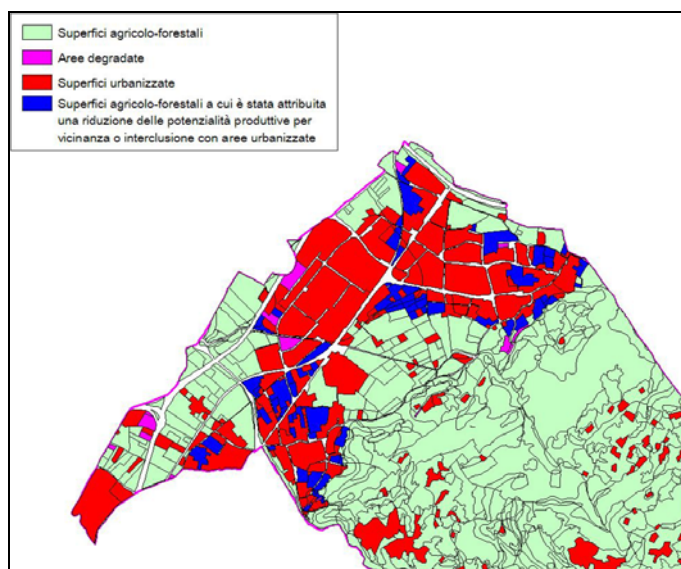 Superfici agricolo-forestali
Aree degradate
Superfici urbanizzate
Superfici agricolo-forestali a cui è stata attribuita
una riduzione delle potenzialità produttive per
vicinanza o interclusione con aree urbanizzate